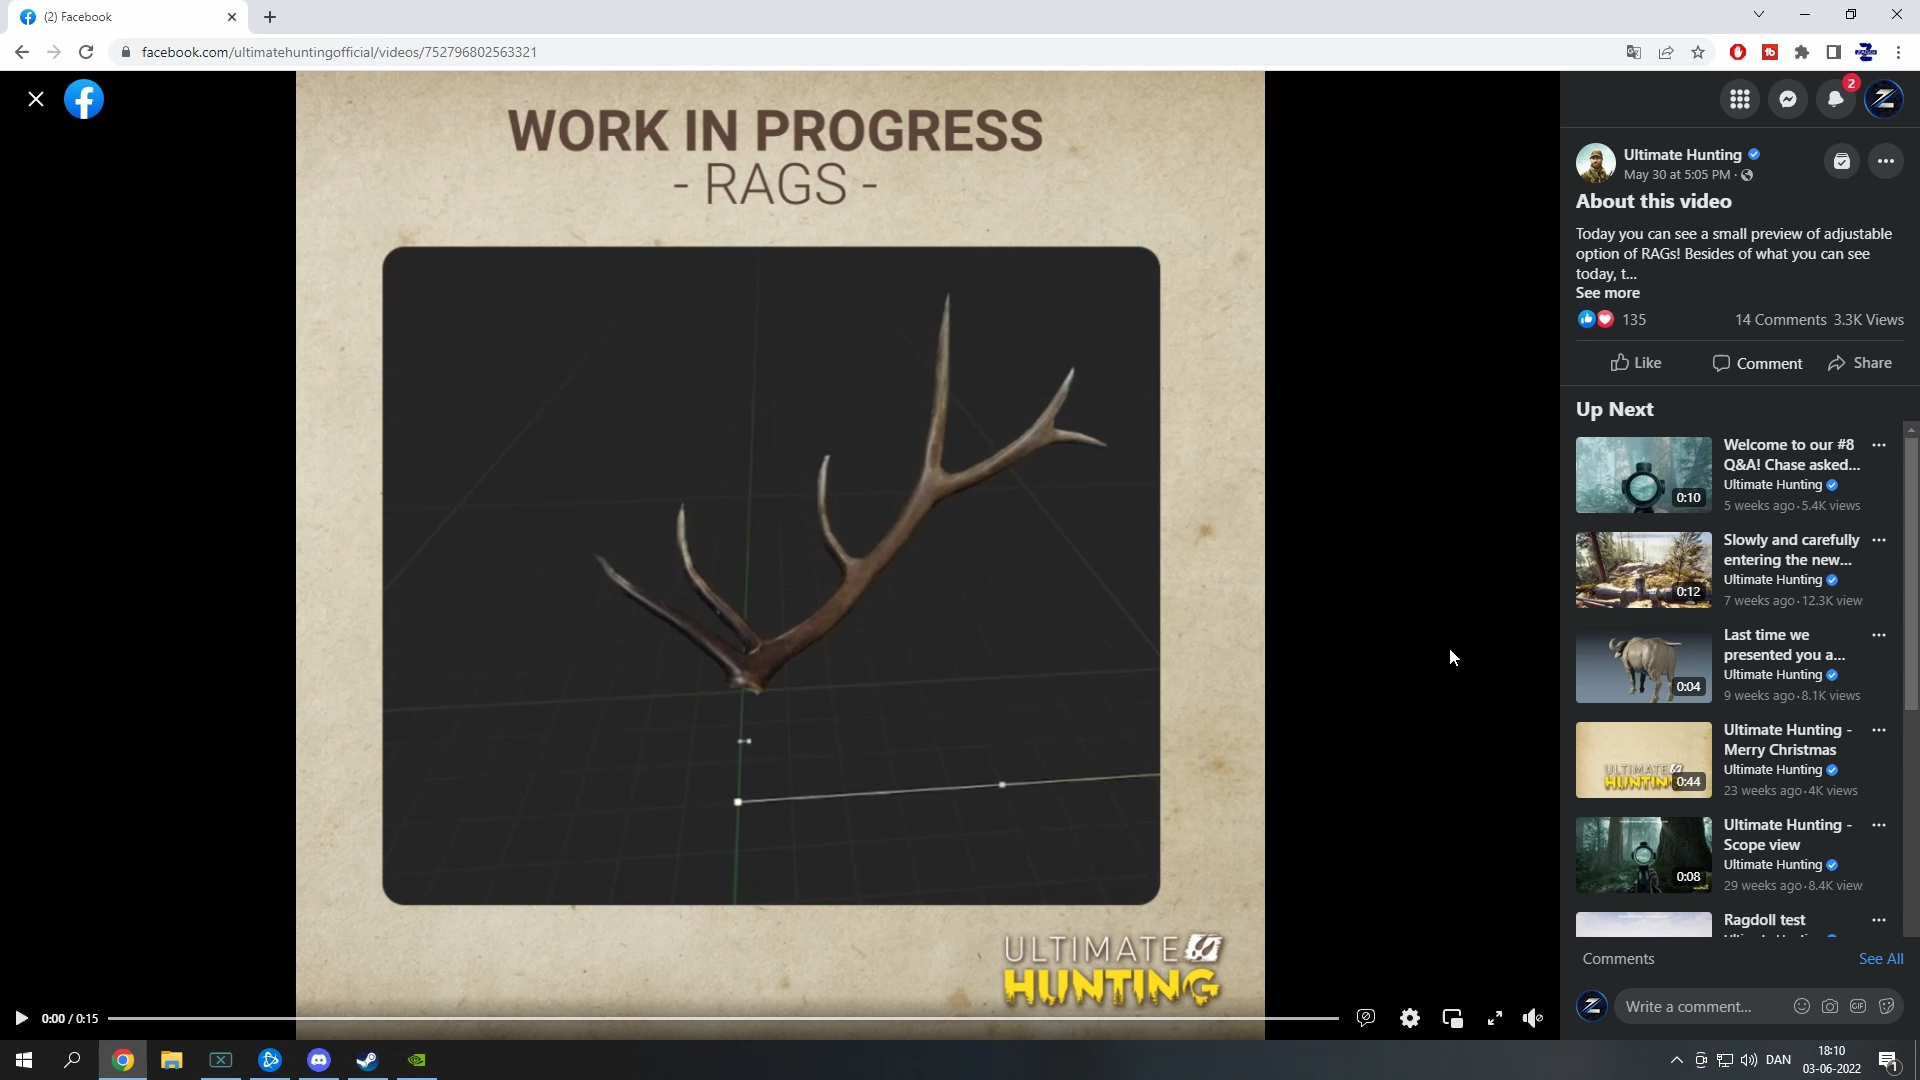 (2) Facebook
facebook.com/ultimatehuntingofficial/videos/752796802563321
WORK IN PROGRESS
- RAGS -
ULTIMATE
HUNTING
0:00 / 0:15
2
Ultimate Hunting
May 30 at 5:05 PM ·
About this video
Today you can see a small preview of adjustable
option of RAGs! Besides of what you can see
today, t...
See more
135
14 Comments 3.3K Views
Like
Comment
Share
Up Next
0:10
Welcome to our #8
Q&A! Chase asked...
Ultimate Hunting
5 weeks ago · 5.4K views
0:12
Slowly and carefully
entering the new...
Ultimate Hunting
7 weeks ago · 12.3K view
0:04
Last time we
presented you a...
Ultimate Hunting
9 weeks ago · 8.1K views
ULTIMATE
HUNTING
0:44
Ultimate Hunting -
Merry Christmas
Ultimate Hunting
23 weeks ago · 4K views
0:08
Ultimate Hunting -
Scope view
Ultimate Hunting
29 weeks ago · 8.4K view
Ragdoll test
Comments
See All
Write a comment...
GIF
DAN
18:10
03-06-2022
1